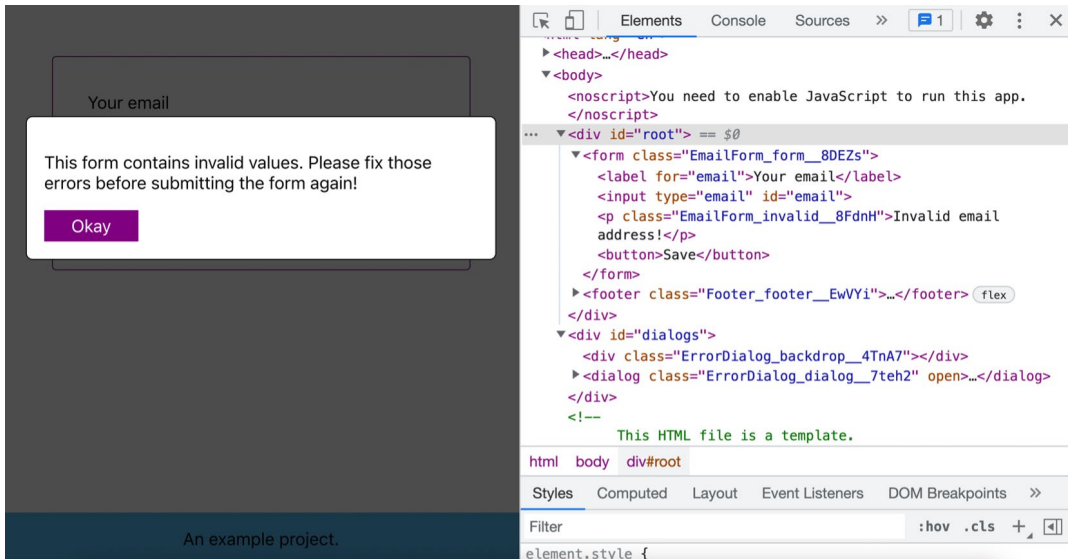 Your email
This form contains invalid values. Please fix those
errors before submitting the form again!
Okay
An example project.
Elements Console Sources » 1
<head>…</head>
<body>
<noscript>You need to enable JavaScript to run this app.
</noscript>
… <div id="root"> == $0
<form class="EmailForm_form__8DEZs">
<label for="email">Your email</label>
<input type="email" id="email">
<p class="EmailForm_invalid__8FdnH">Invalid email
address!</p>
<button>Save</button>
</form>
<footer class="Footer_footer__EwVYi">…</footer> flex
</div>
<div id="dialogs">
<div class="ErrorDialog_backdrop__4TnA7"></div>
<dialog class="ErrorDialog_dialog__7teh2" open>…</dialog>
</div>
<!--
This HTML file is a template.
html body div#root
Styles Computed Layout Event Listeners DOM Breakpoints »
Filter :hov .cls +
element.style {